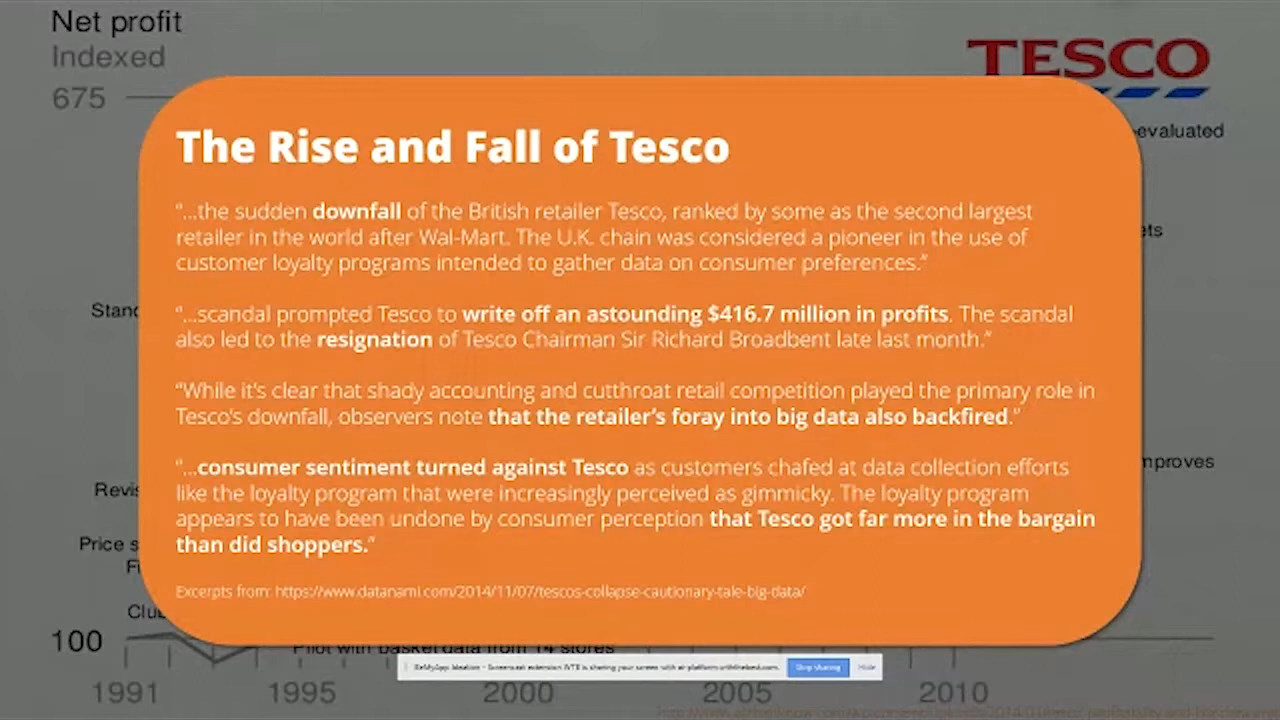 Net profit
Indexed
675
TESCO
-evaluated
The Rise and Fall of Tesco
“...the sudden downfall of the British retailer Tesco, ranked by some as the second largest
retailer in the world after Wal-Mart. The U.K. chain was considered a pioneer in the use of
customer loyalty programs intended to gather data on consumer preferences.”
ets
“...scandal prompted Tesco to write off an astounding $416.7 million in profits. The scandal
also led to the resignation of Tesco Chairman Sir Richard Broadbent late last month.”
Stand
“While it’s clear that shady accounting and cutthroat retail competition played the primary role in
Tesco’s downfall, observers note that the retailer’s foray into big data also backfired.”
“...consumer sentiment turned against Tesco as customers chafed at data collection efforts
like the loyalty program that were increasingly perceived as gimmicky. The loyalty program
appears to have been undone by consumer perception that Tesco got far more in the bargain
than did shoppers.”
mproves
Revis
Price s
Fi
Excerpts from: https://www.datanami.com/2014/11/07/tescos-collapse-cautionary-tale-big-data/
Club
100
Pilot with basket data from 14 stores
is sharing your screen with
Stop sharing
Hide
1991 1995 2000 2005 2010